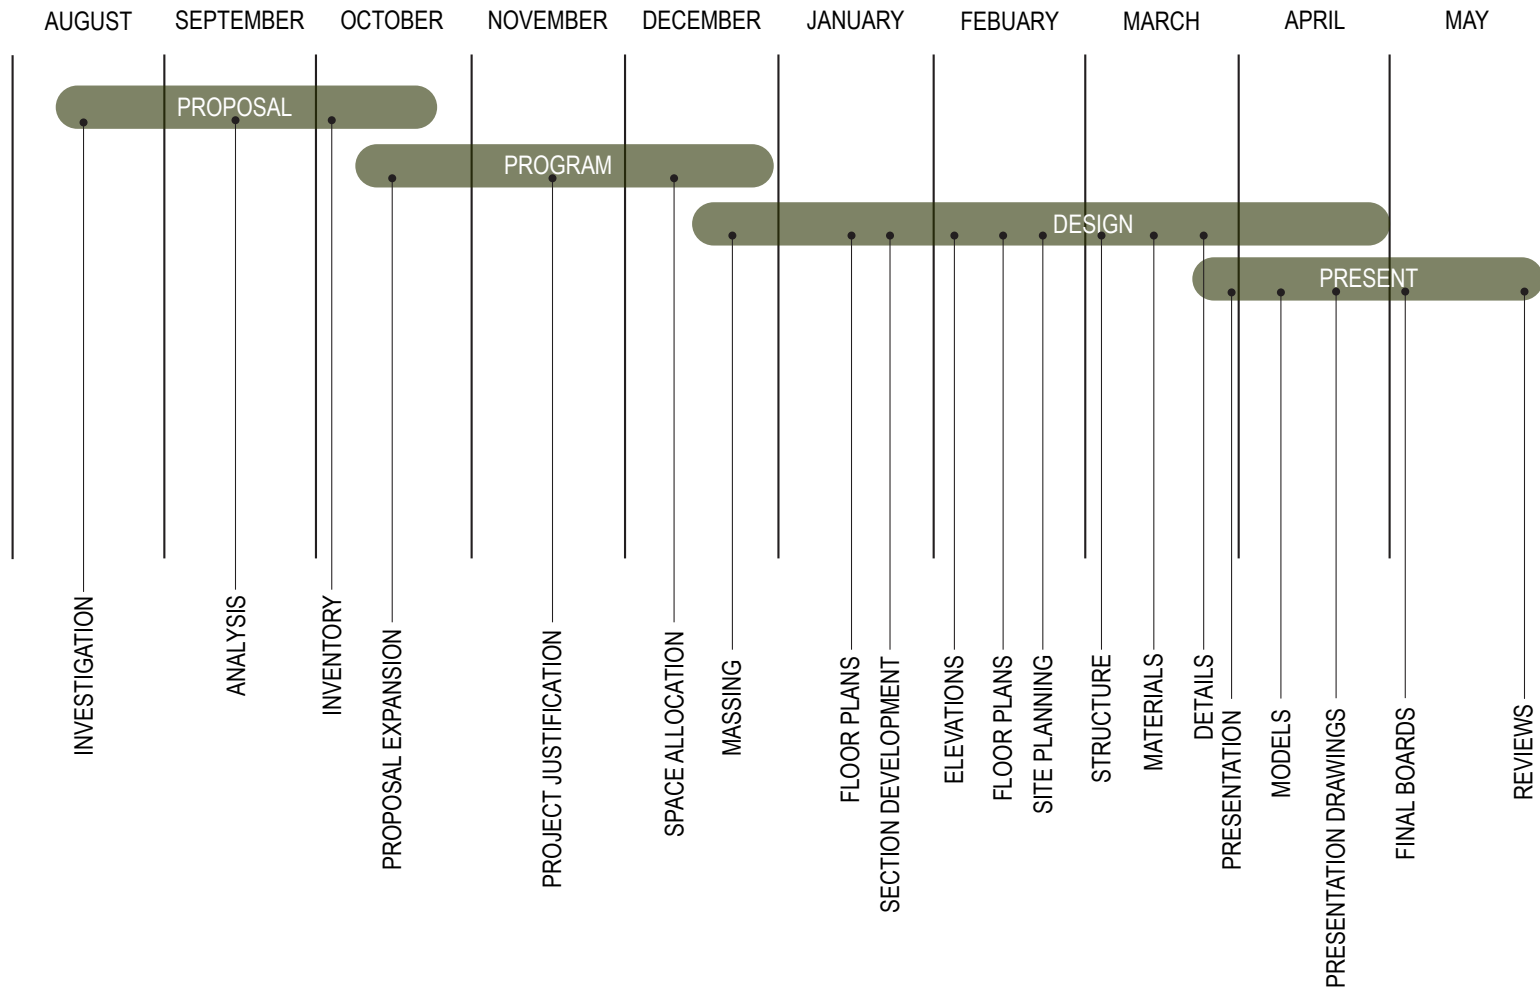 AUGUST
SEPTEMBER
OCTOBER
NOVEMBER
DECEMBER
JANUARY
FEBUARY
MARCH
APRIL
MAY
PROPOSAL
PROGRAM
DESIGN
PRESENT
INVESTIGATION
ANALYSIS
INVENTORY
PROPOSAL EXPANSION
PROJECT JUSTIFICATION
SPACE ALLOCATION
MASSING
FLOOR PLANS
SECTION DEVELOPMENT
ELEVATIONS
FLOOR PLANS
SITE PLANNING
STRUCTURE
MATERIALS
DETAILS
PRESENTATION
MODELS
PRESENTATION DRAWINGS
FINAL BOARDS
REVIEWS